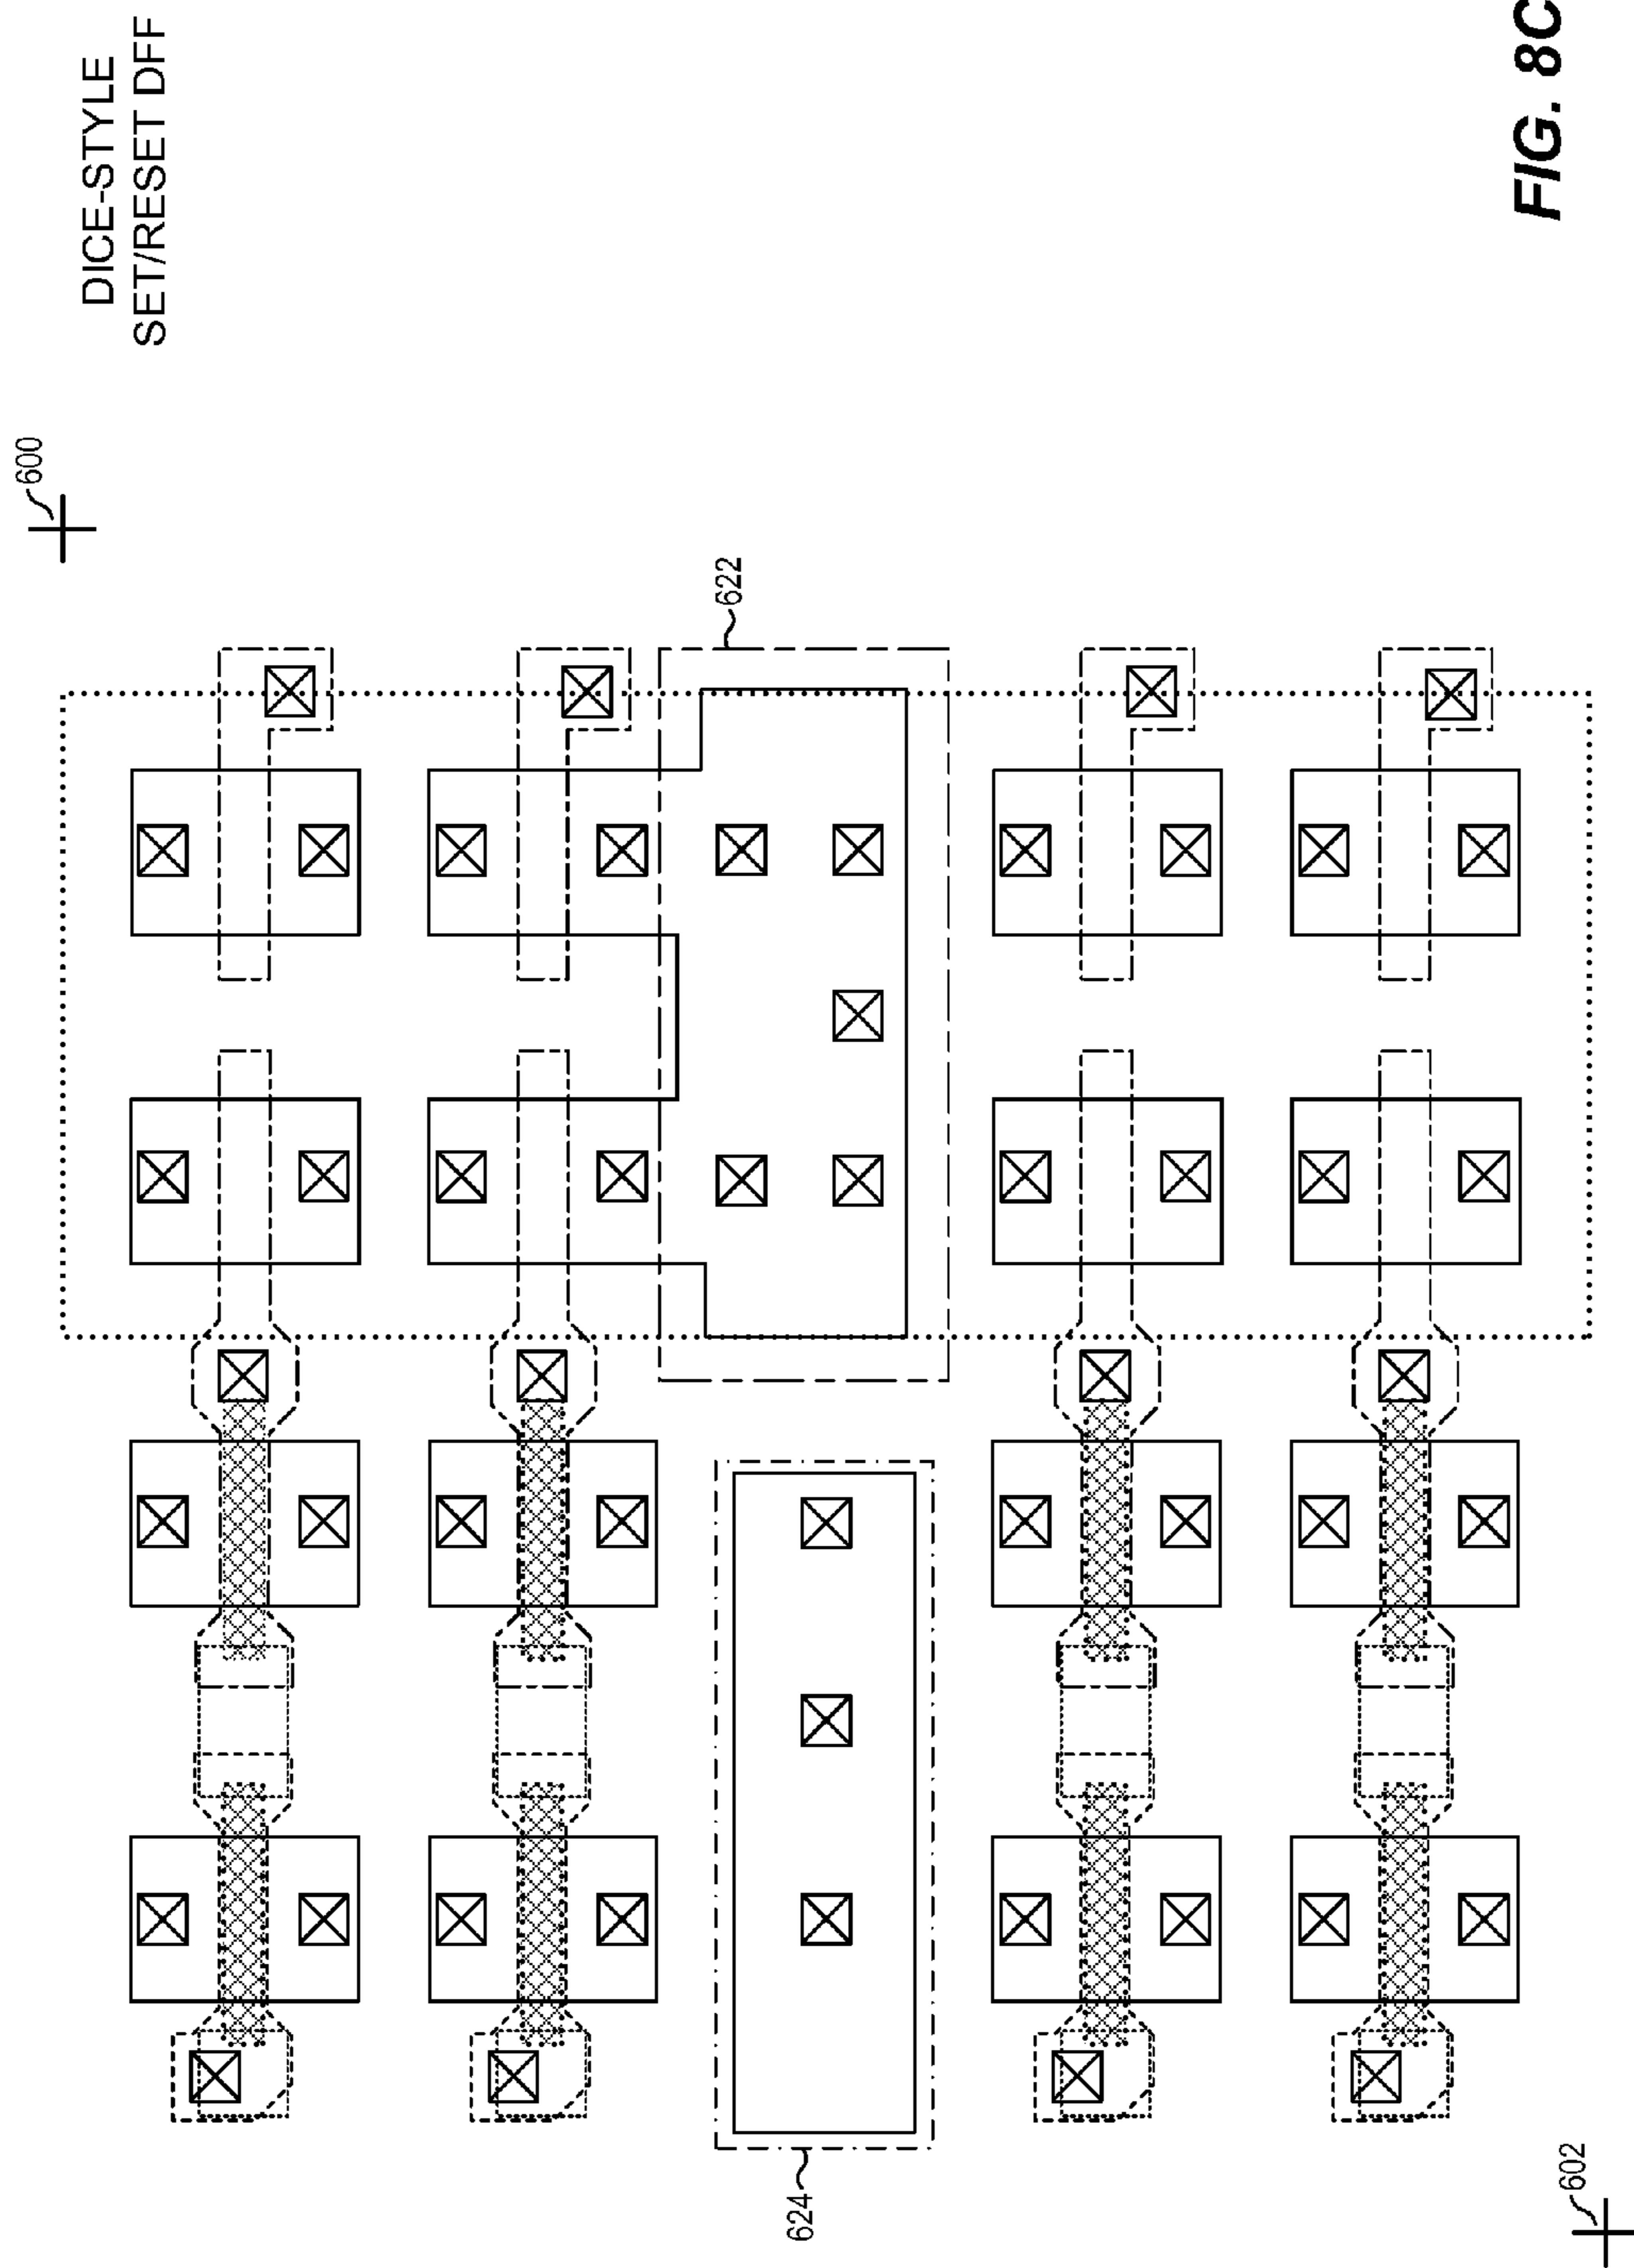 DICE-STYLE
SET/RESET DFF
600
622
624
602
FIG. 8C